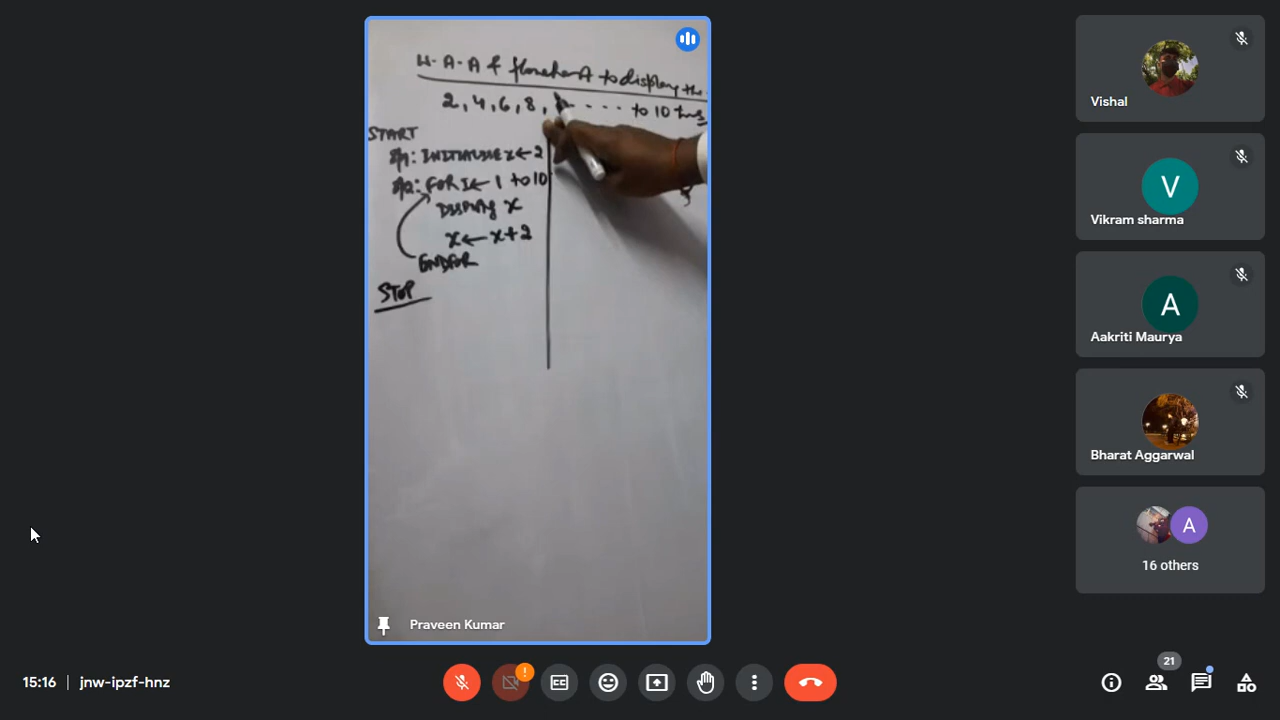 W-A-A & flowchart to display the
2, 4, 6, 8, - - - to 10 terms
START
INITIALISE x ← 2
FOR I ← 1 to 10
DISPLAY x
x ← x+2
ENDFOR
STOP
Praveen Kumar
Vishal
V
Vikram sharma
A
Aakriti Maurya
Bharat Aggarwal
A
16 others
15:16 | jnw-ipzf-hnz
21